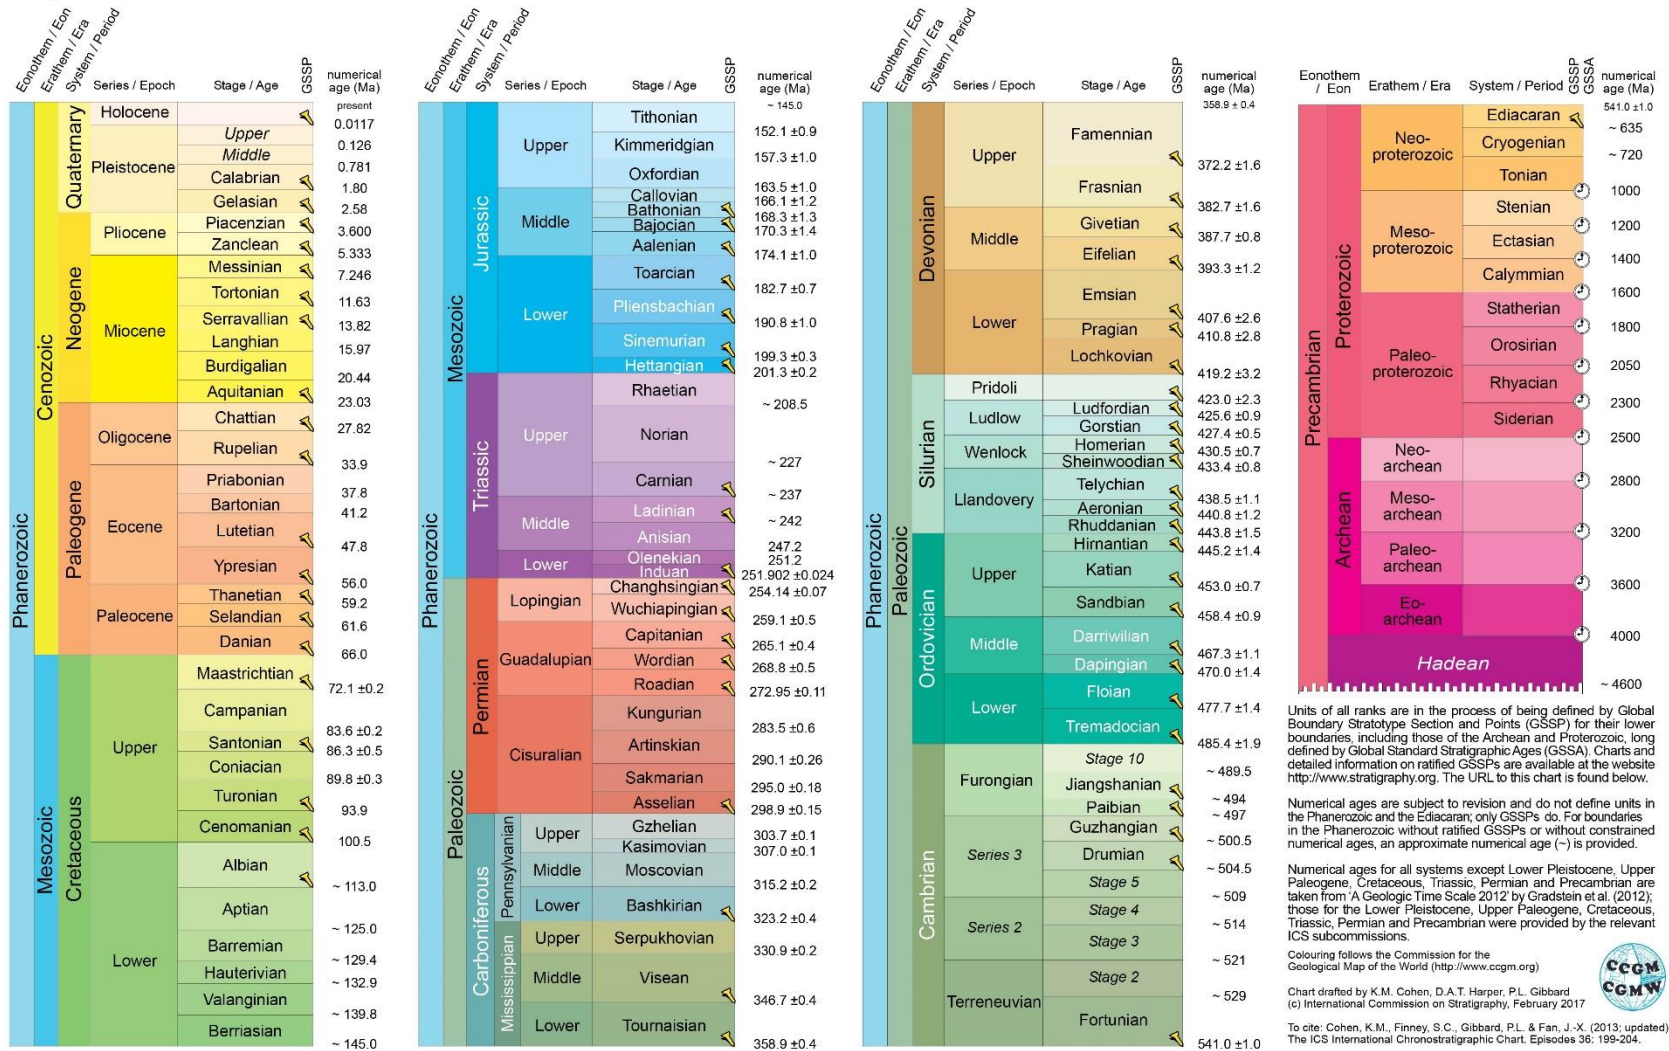 Eonothem / Eon
Erathem / Era
System / Period
Series / Epoch
Stage / Age
GSSP
numerical
age (Ma)
Phanerozoic
Cenozoic
Mesozoic
Quaternary
Neogene
Paleogene
Cretaceous
Holocene
Pleistocene
Pliocene
Miocene
Oligocene
Eocene
Paleocene
Upper
Lower
Upper
Middle
Calabrian
Gelasian
Piacenzian
Zanclean
Messinian
Tortonian
Serravallian
Langhian
Burdigalian
Aquitanian
Chattian
Rupelian
Priabonian
Bartonian
Lutetian
Ypresian
Thanetian
Selandian
Danian
Maastrichtian
Campanian
Santonian
Coniacian
Turonian
Cenomanian
Albian
Aptian
Barremian
Hauterivian
Valanginian
Berriasian
present
0.0117
0.126
0.781
1.80
2.58
3.600
5.333
7.246
11.63
13.82
15.97
20.44
23.03
27.82
33.9
37.8
41.2
47.8
56.0
59.2
61.6
66.0
72.1 ±0.2
83.6 ±0.2
86.3 ±0.5
89.8 ±0.3
93.9
100.5
~ 113.0
~ 125.0
~ 129.4
~ 132.9
~ 139.8
~ 145.0
Eonothem / Eon
Erathem / Era
System / Period
Series / Epoch
Stage / Age
GSSP
numerical
age (Ma)
Phanerozoic
Mesozoic
Paleozoic
Jurassic
Triassic
Permian
Carboniferous
Pennsylvanian
Mississippian
Upper
Middle
Lower
Upper
Middle
Lower
Lopingian
Guadalupian
Cisuralian
Upper
Middle
Lower
Upper
Middle
Lower
Tithonian
Kimmeridgian
Oxfordian
Callovian
Bathonian
Bajocian
Aalenian
Toarcian
Pliensbachian
Sinemurian
Hettangian
Rhaetian
Norian
Carnian
Ladinian
Anisian
Olenekian
Induan
Changhsingian
Wuchiapingian
Capitanian
Wordian
Roadian
Kungurian
Artinskian
Sakmarian
Asselian
Gzhelian
Kasimovian
Moscovian
Bashkirian
Serpukhovian
Visean
Tournaisian
~ 145.0
152.1 ±0.9
157.3 ±1.0
163.5 ±1.0
166.1 ±1.2
168.3 ±1.3
170.3 ±1.4
174.1 ±1.0
182.7 ±0.7
190.8 ±1.0
199.3 ±0.3
201.3 ±0.2
~ 208.5
~ 227
~ 237
~ 242
247.2
251.2
251.902 ±0.024
254.14 ±0.07
259.1 ±0.5
265.1 ±0.4
268.8 ±0.5
272.95 ±0.11
283.5 ±0.6
290.1 ±0.26
295.0 ±0.18
298.9 ±0.15
303.7 ±0.1
307.0 ±0.1
315.2 ±0.2
323.2 ±0.4
330.9 ±0.2
346.7 ±0.4
358.9 ±0.4
Eonothem / Eon
Erathem / Era
System / Period
Series / Epoch
Stage / Age
GSSP
numerical
age (Ma)
Phanerozoic
Paleozoic
Devonian
Silurian
Ordovician
Cambrian
Upper
Middle
Lower
Pridoli
Ludlow
Wenlock
Llandovery
Upper
Middle
Lower
Furongian
Series 3
Series 2
Terreneuvian
Famennian
Frasnian
Givetian
Eifelian
Emsian
Pragian
Lochkovian
Ludfordian
Gorstian
Homerian
Sheinwoodian
Telychian
Aeronian
Rhuddanian
Hirnantian
Katian
Sandbian
Darriwilian
Dapingian
Floian
Tremadocian
Stage 10
Jiangshanian
Paibian
Guzhangian
Drumian
Stage 5
Stage 4
Stage 3
Stage 2
Fortunian
358.9 ± 0.4
372.2 ±1.6
382.7 ±1.6
387.7 ±0.8
393.3 ±1.2
407.6 ±2.6
410.8 ±2.8
419.2 ±3.2
423.0 ±2.3
425.6 ±0.9
427.4 ±0.5
430.5 ±0.7
433.4 ±0.8
438.5 ±1.1
440.8 ±1.2
443.8 ±1.5
445.2 ±1.4
453.0 ±0.7
458.4 ±0.9
467.3 ±1.1
470.0 ±1.4
477.7 ±1.4
485.4 ±1.9
~ 489.5
~ 494
~ 497
~ 500.5
~ 504.5
~ 509
~ 514
~ 521
~ 529
541.0 ±1.0
Eonothem
/ Eon
Erathem / Era
System / Period
GSSP
GSSA
numerical
age (Ma)
Precambrian
Proterozoic
Archean
Hadean
Neo-
proterozoic
Meso-
proterozoic
Paleo-
proterozoic
Neo-
archean
Meso-
archean
Paleo-
archean
Eo-
archean
Ediacaran
Cryogenian
Tonian
Stenian
Ectasian
Calymmian
Statherian
Orosirian
Rhyacian
Siderian
541.0 ±1.0
~ 635
~ 720
1000
1200
1400
1600
1800
2050
2300
2500
2800
3200
3600
4000
~ 4600
Units of all ranks are in the process of being defined by Global
Boundary Stratotype Section and Points (GSSP) for their lower
boundaries, including those of the Archean and Proterozoic, long
defined by Global Standard Stratigraphic Ages (GSSA). Charts and
detailed information on ratified GSSPs are available at the website
http://www.stratigraphy.org. The URL to this chart is found below.
Numerical ages are subject to revision and do not define units in
the Phanerozoic and the Ediacaran; only GSSPs do. For boundaries
in the Phanerozoic without ratified GSSPs or without constrained
numerical ages, an approximate numerical age (~) is provided.
Numerical ages for all systems except Lower Pleistocene, Upper
Paleogene, Cretaceous, Triassic, Permian and Precambrian are
taken from 'A Geologic Time Scale 2012' by Gradstein et al. (2012);
those for the Lower Pleistocene, Upper Paleogene, Cretaceous,
Triassic, Permian and Precambrian were provided by the relevant
ICS subcommissions.
Colouring follows the Commission for the
Geological Map of the World (http://www.ccgm.org)
Chart drafted by K.M. Cohen, D.A.T. Harper, P.L. Gibbard
(c) International Commission on Stratigraphy, February 2017
CCGM
CGMW
To cite: Cohen, K.M., Finney, S.C., Gibbard, P.L. & Fan, J.-X. (2013; updated)
The ICS International Chronostratigraphic Chart. Episodes 36: 199-204.